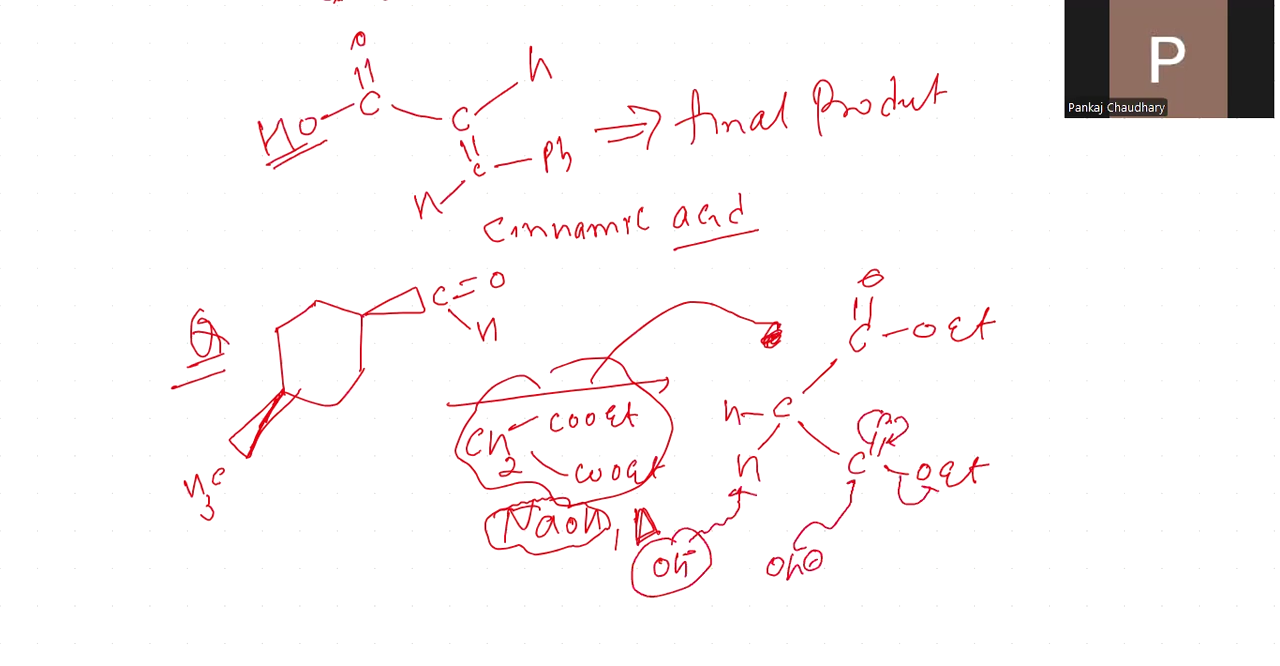 O
HO-C-C-H
C-Ph
H
⇒ final Product
Cinnamic acid
Q
C=O
H
H3C
CH2
COOEt
COOEt
NaOH, Δ
OH-
O
C-OEt
H-C
H
C-OEt
OH⊖
P
Pankaj Chaudhary